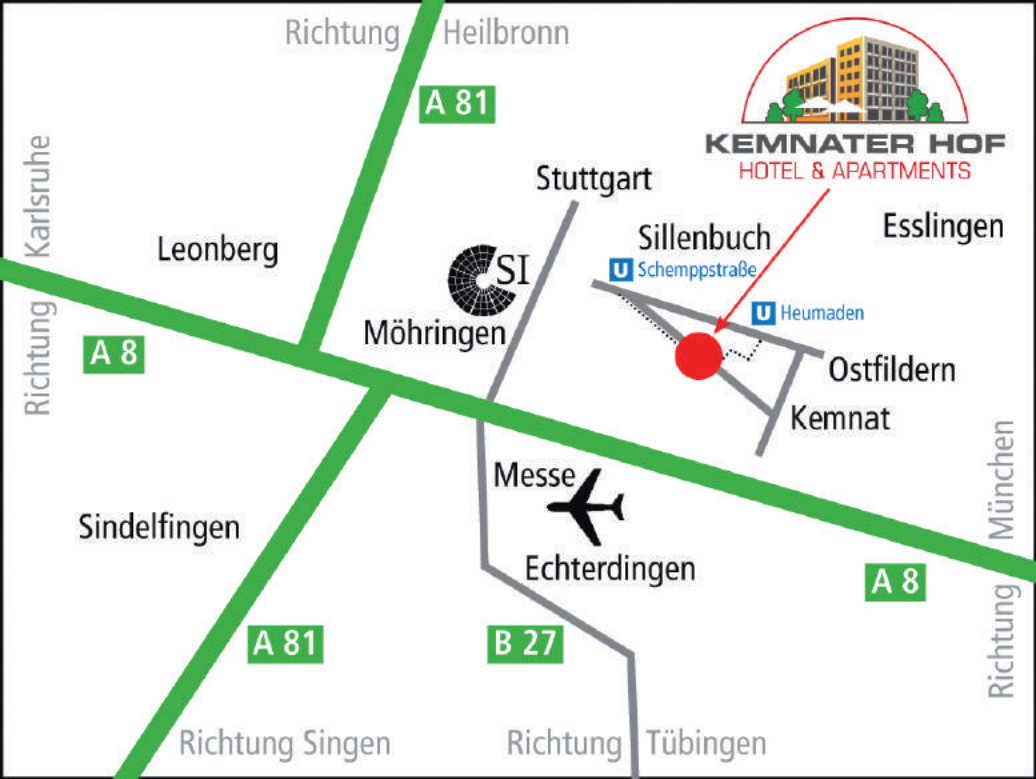 Richtung Heilbronn
A 81
KEMNATER HOF
HOTEL & APARTMENTS
Richtung Karlsruhe
Stuttgart
Leonberg
Sillenbuch
Esslingen
U Schemppstraße
SI
Möhringen
U Heumaden
A 8
Ostfildern
Kemnat
Messe
Sindelfingen
Echterdingen
Richtung München
A 8
A 81
B 27
Richtung Singen
Richtung Tübingen